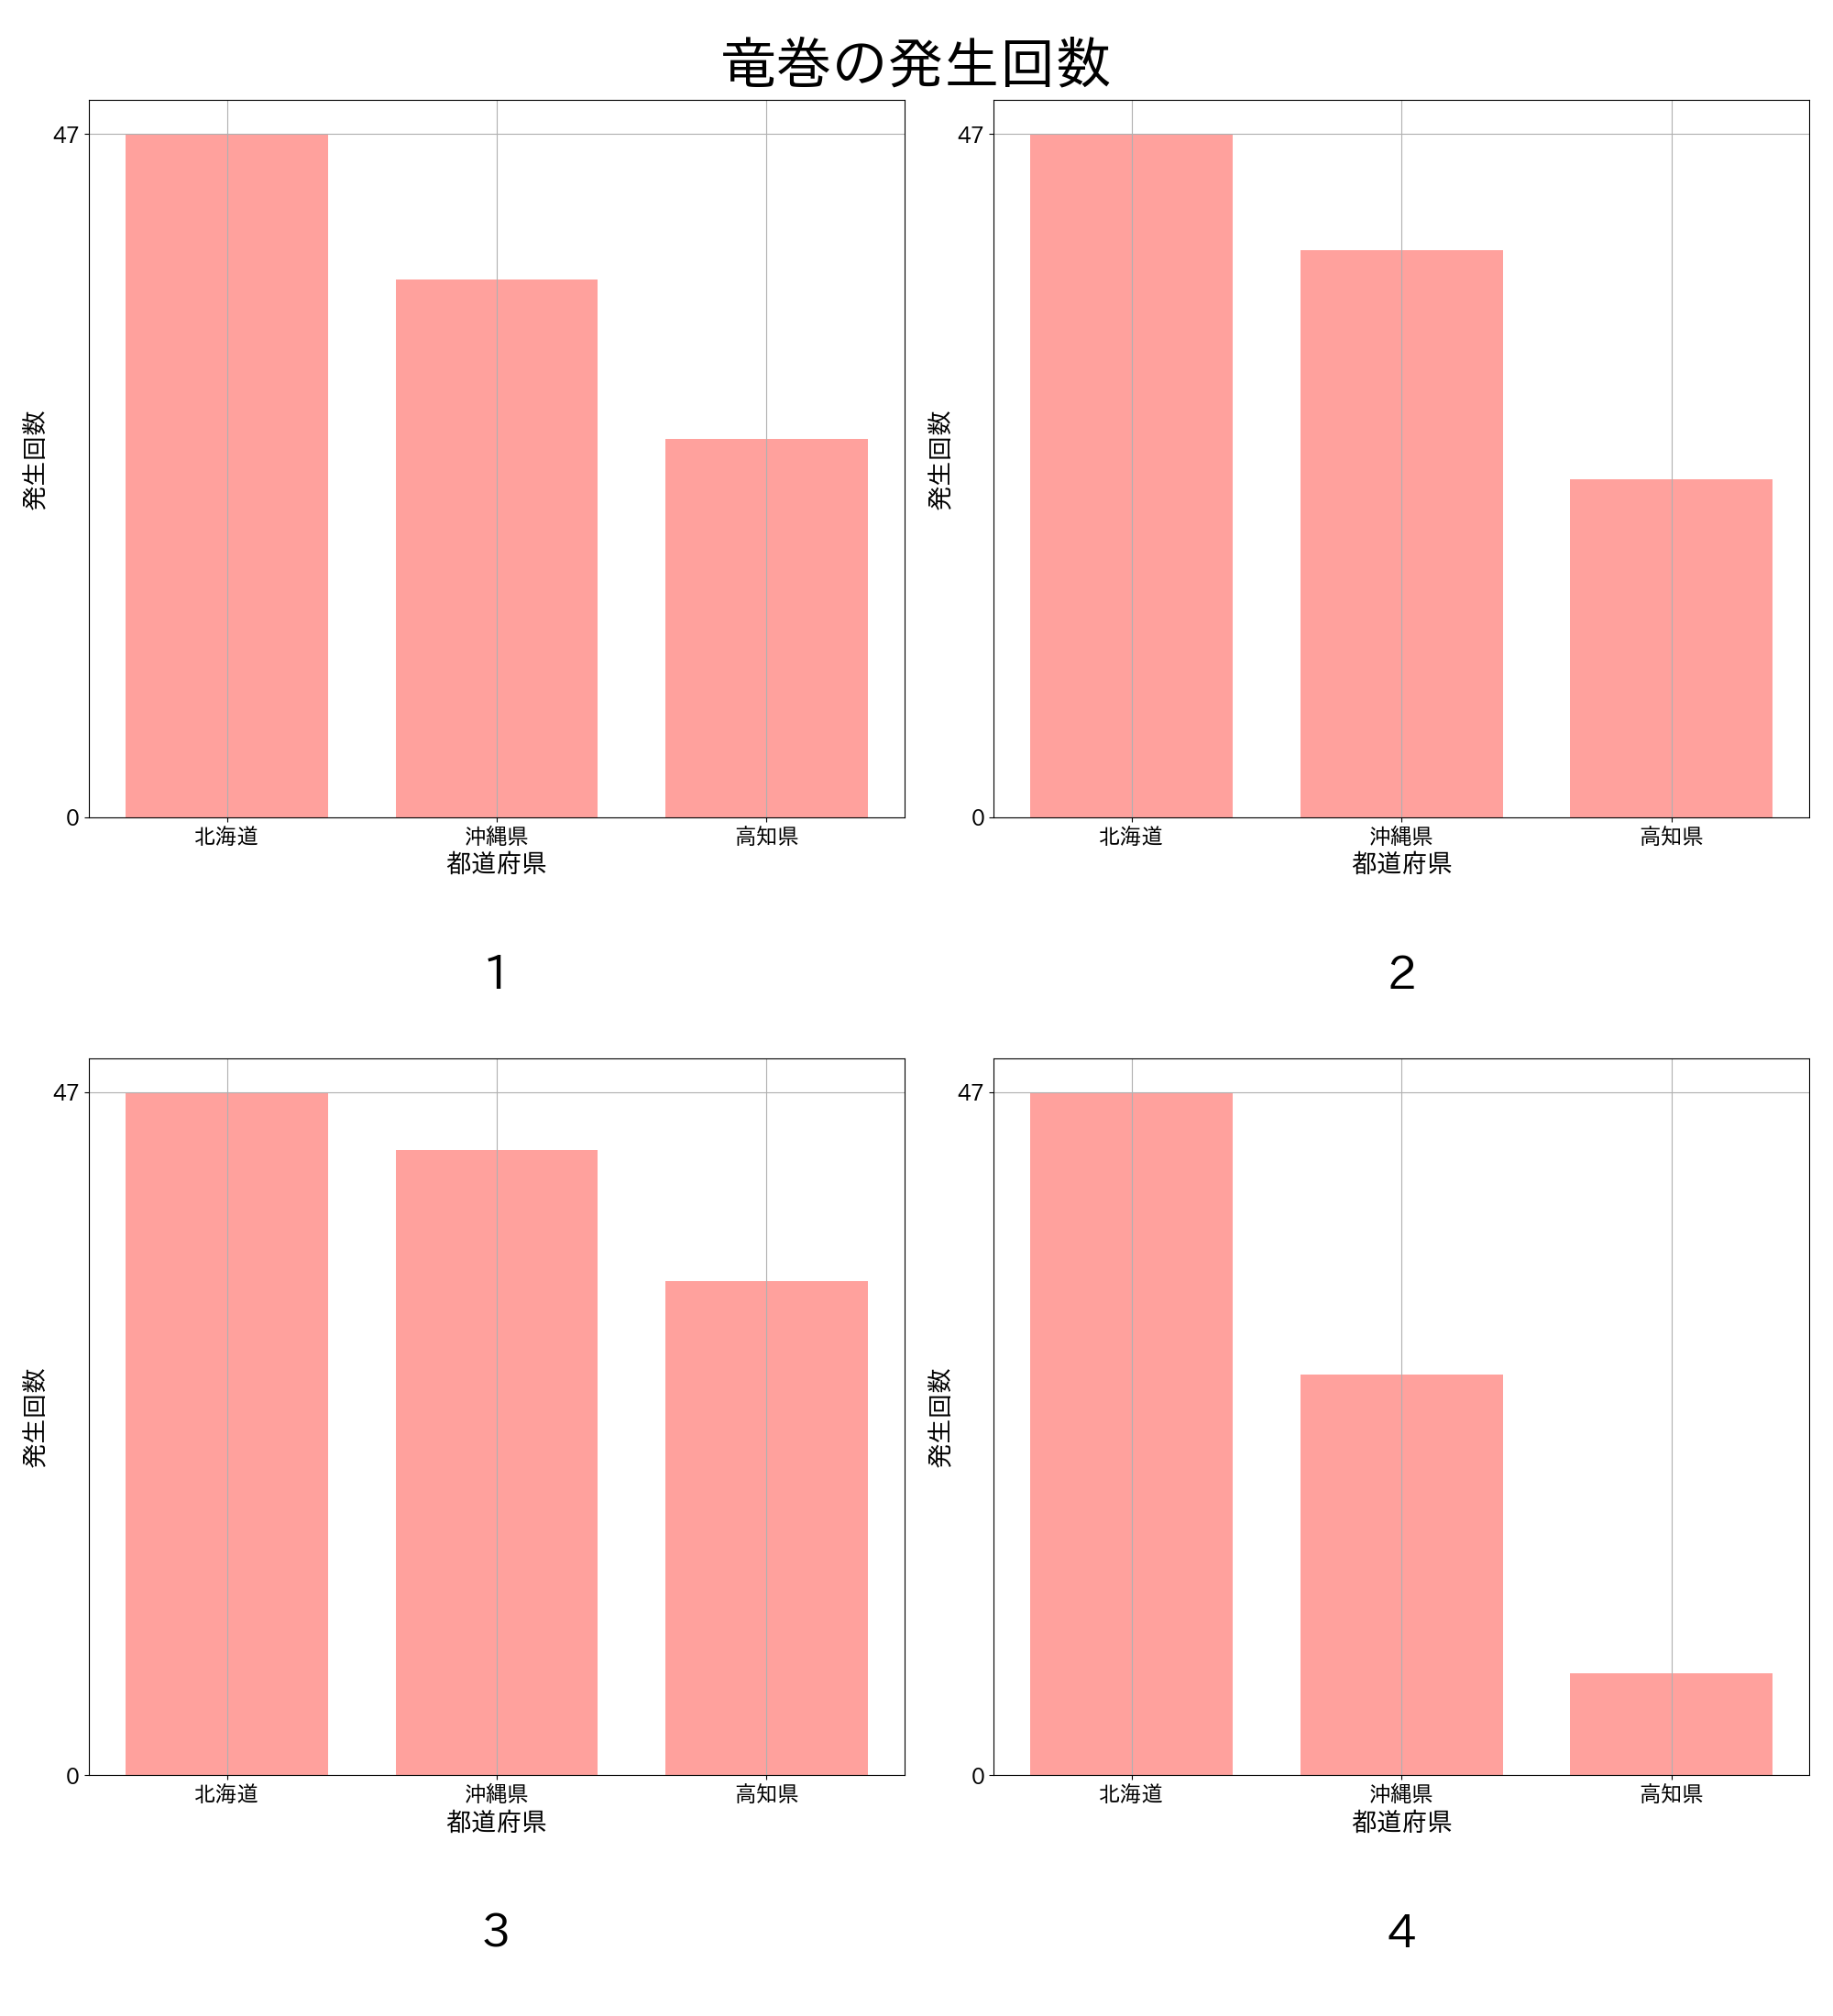 竜巻の発生回数
47
0
発生回数
北海道 沖縄県 高知県
都道府県
1
47
0
発生回数
北海道 沖縄県 高知県
都道府県
2
47
0
発生回数
北海道 沖縄県 高知県
都道府県
3
47
0
発生回数
北海道 沖縄県 高知県
都道府県
4